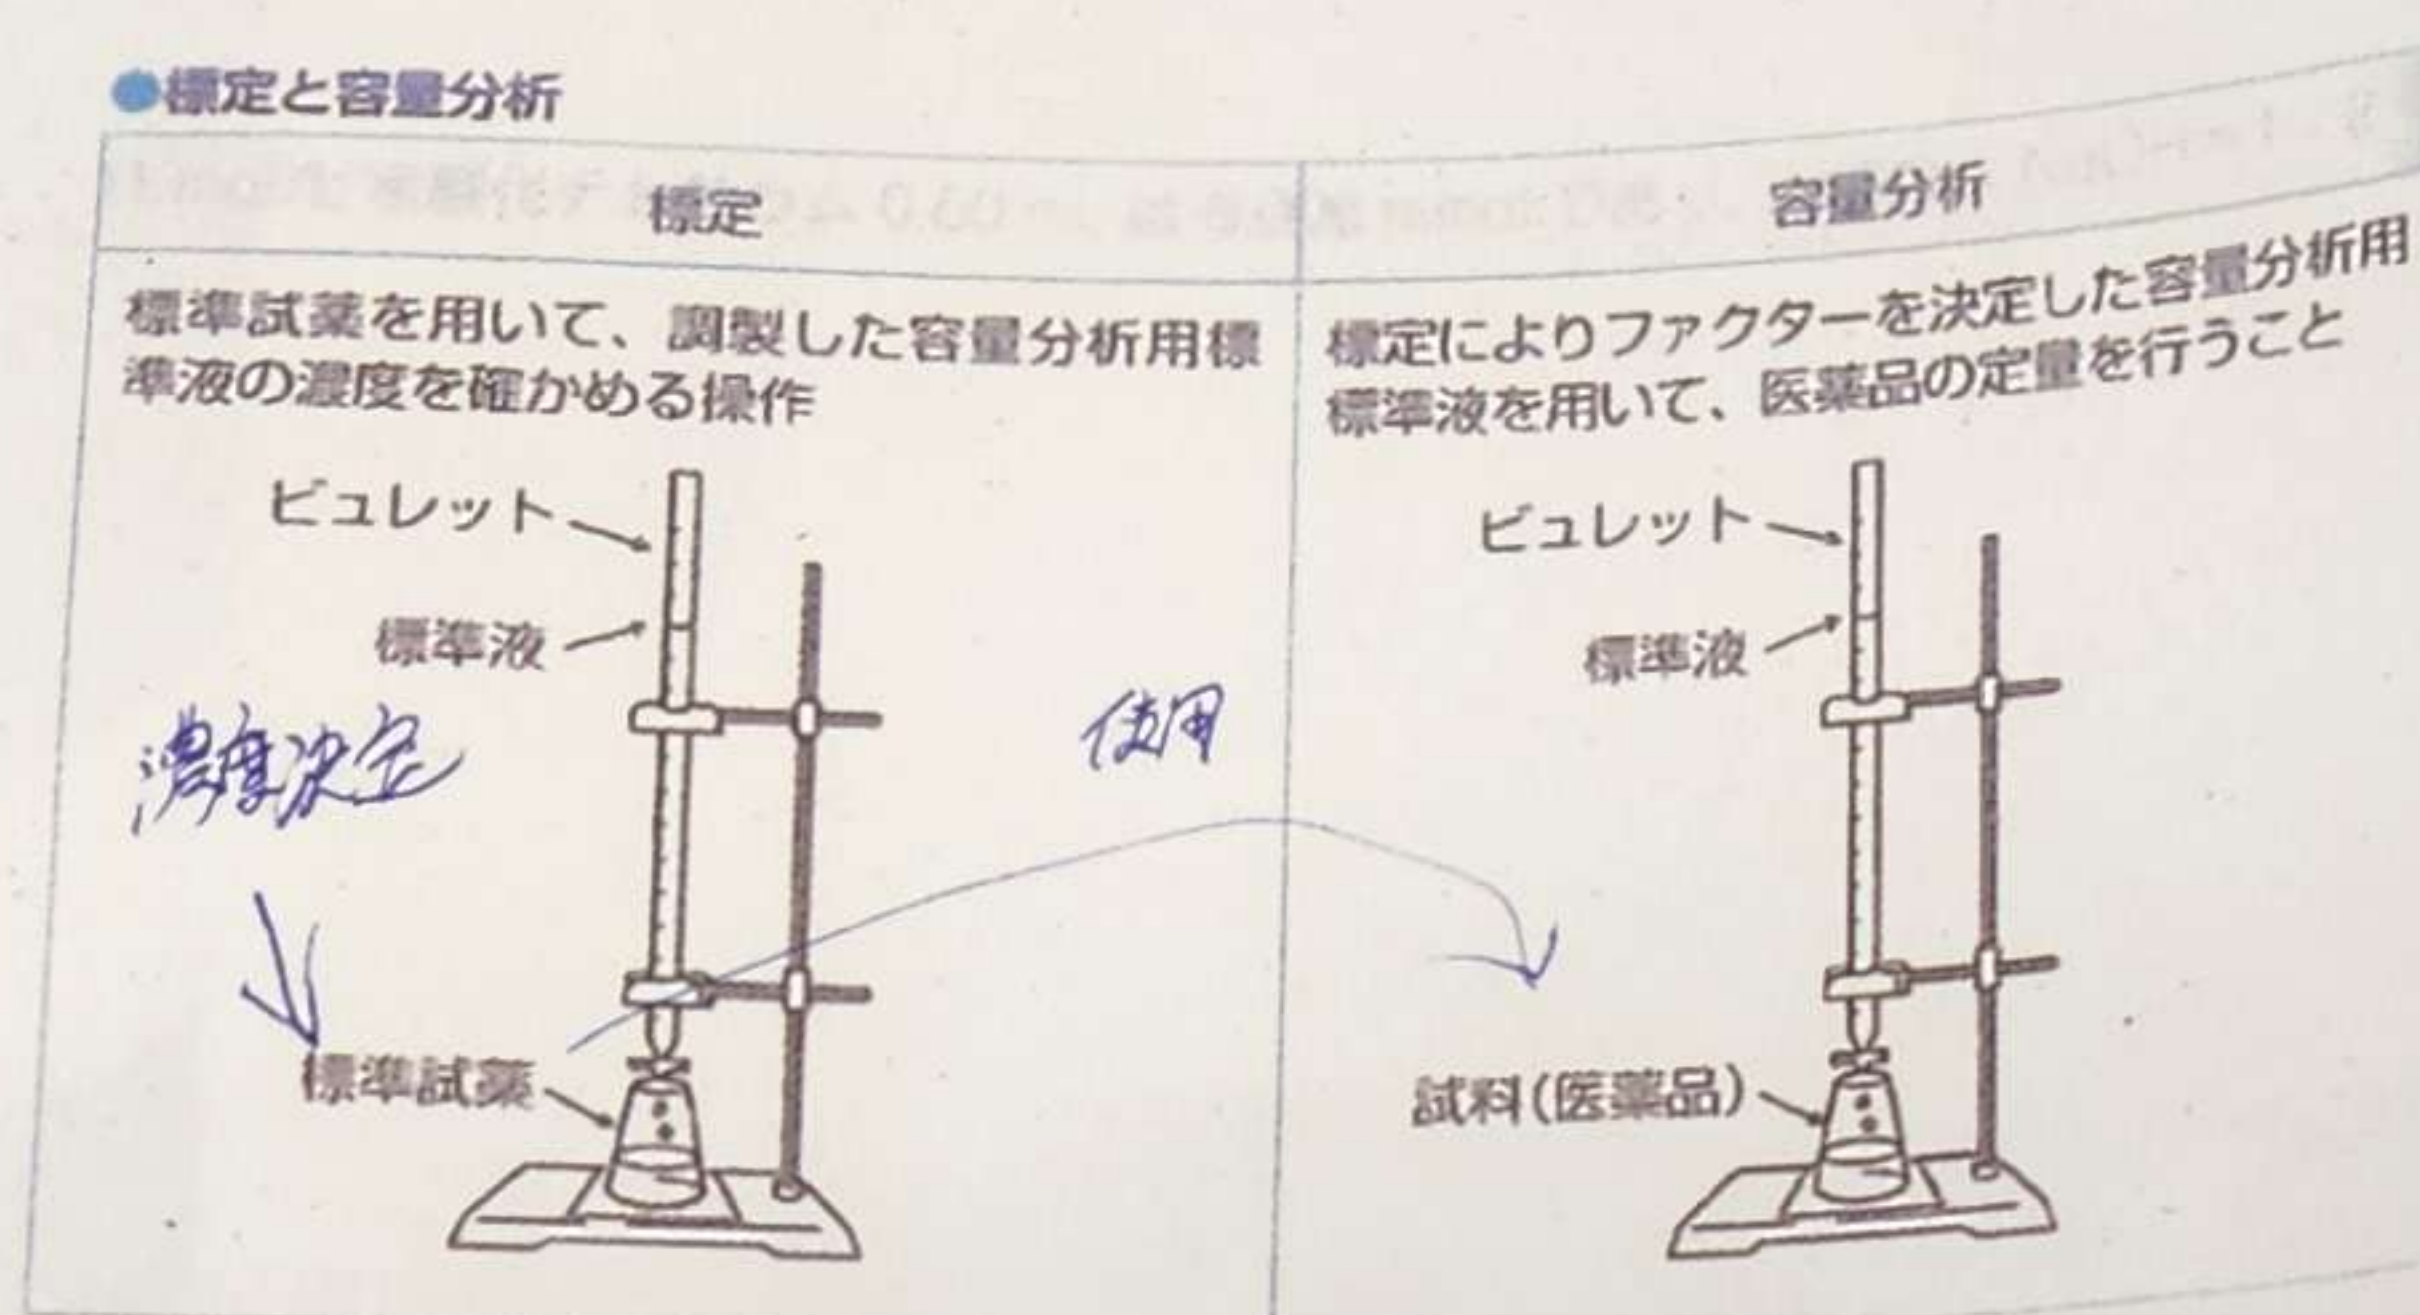 ●標定と容量分析
標定
容量分析
標準試薬を用いて、調製した容量分析用標
準液の濃度を確かめる操作
標定によりファクターを決定した容量分析用
標準液を用いて、医薬品の定量を行うこと
ビュレット
標準液
濃度決定
標準試薬
使用
ビュレット
標準液
試料(医薬品)